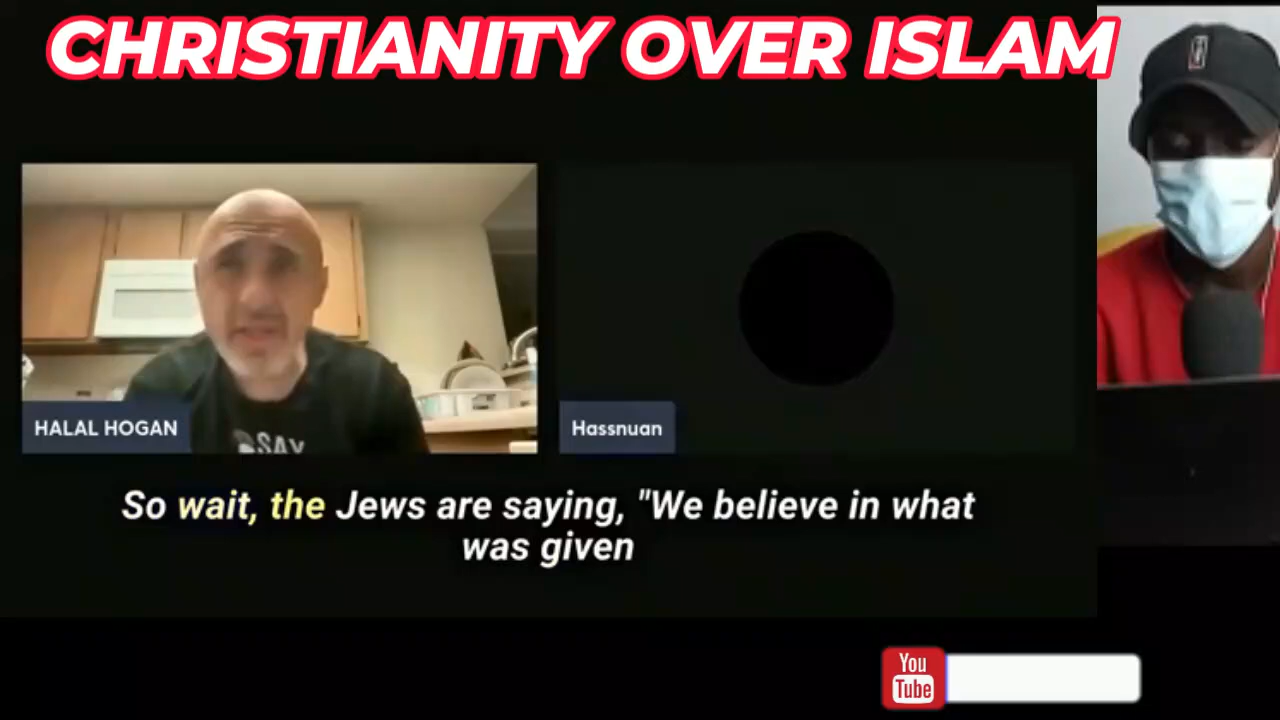 CHRISTIANITY OVER ISLAM
HALAL HOGAN
SAY
Hassnuan
So wait, the Jews are saying, "We believe in what
was given
You
Tube